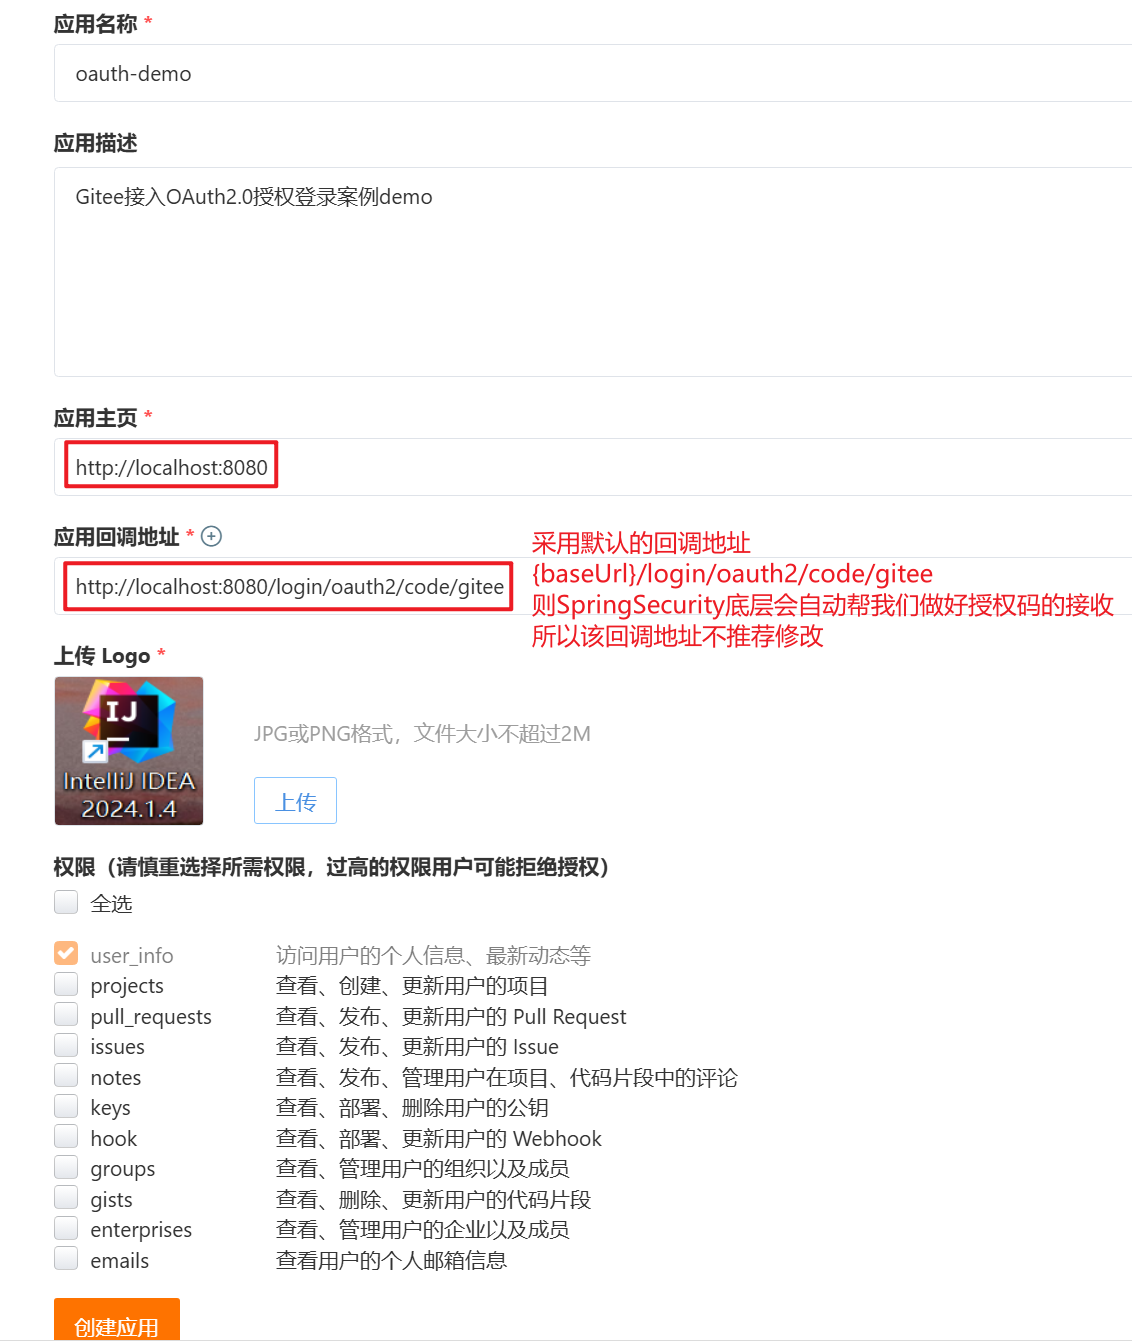 应用名称 *
oauth-demo
应用描述
Gitee接入OAuth2.0授权登录案例demo
应用主页 *
http://localhost:8080
应用回调地址 *
http://localhost:8080/login/oauth2/code/gitee
采用默认的回调地址
{baseUrl}/login/oauth2/code/gitee
则SpringSecurity底层会自动帮我们做好授权码的接收
所以该回调地址不推荐修改
上传 Logo *
IJ
IntelliJ IDEA
2024.1.4
JPG或PNG格式，文件大小不超过2M
上传
权限（请慎重选择所需权限，过高的权限用户可能拒绝授权）
全选
user_info 访问用户的个人信息、最新动态等
projects 查看、创建、更新用户的项目
pull_requests 查看、发布、更新用户的 Pull Request
issues 查看、发布、更新用户的 Issue
notes 查看、发布、管理用户在项目、代码片段中的评论
keys 查看、部署、删除用户的公钥
hook 查看、部署、更新用户的 Webhook
groups 查看、管理用户的组织以及成员
gists 查看、删除、更新用户的代码片段
enterprises 查看、管理用户的企业以及成员
emails 查看用户的个人邮箱信息
创建应用